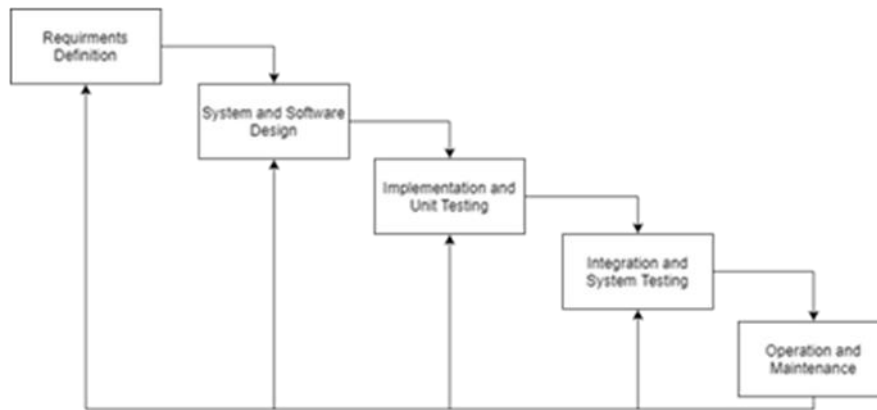 Requirments
Definition
System and Software
Design
Implementation and
Unit Testing
Integration and
System Testing
Operation and
Maintenance